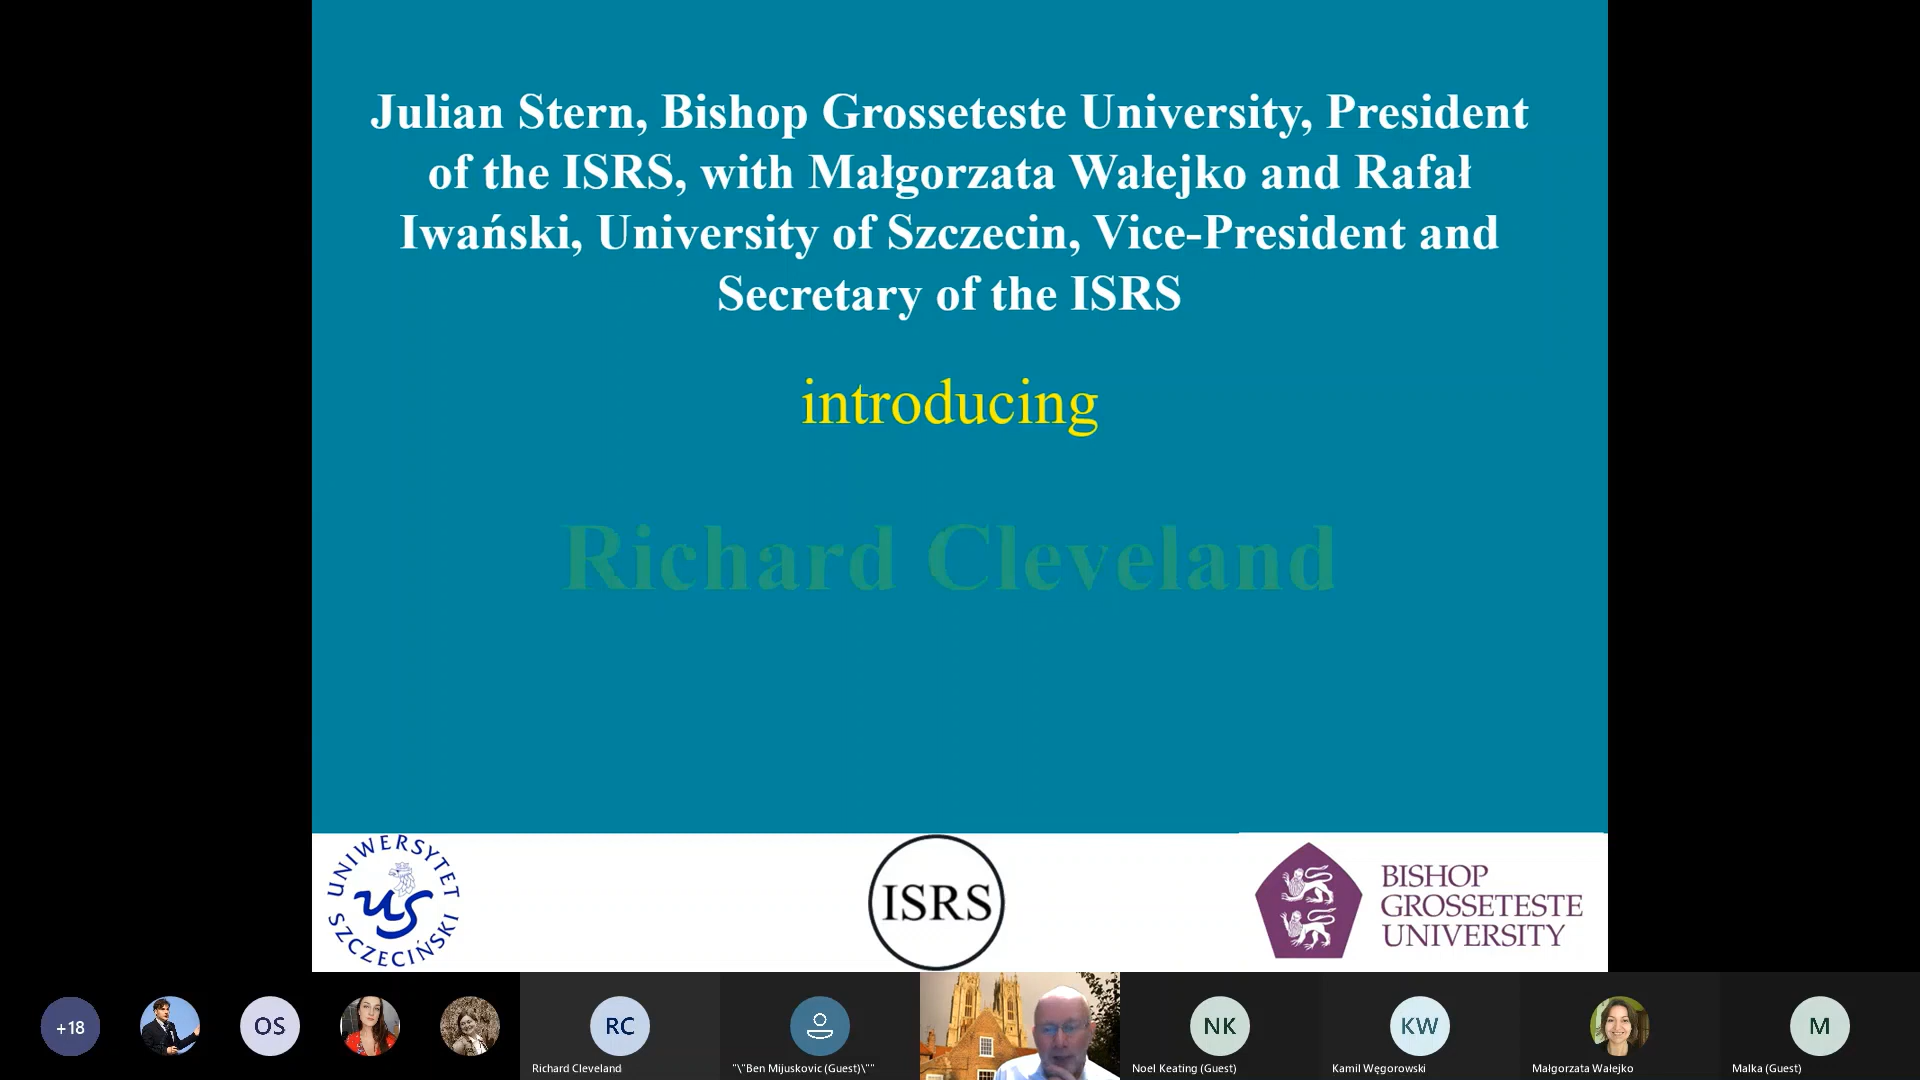 Julian Stern, Bishop Grosseteste University, President
of the ISRS, with Małgorzata Wałejko and Rafał
Iwański, University of Szczecin, Vice-President and
Secretary of the ISRS
introducing
Richard Cleveland
UNIWERSYTET
US
SZCZECIŃSKI
ISRS
BISHOP
GROSSETESTE
UNIVERSITY
+18
OS
RC
NK
KW
M
Richard Cleveland
"\"Ben Mijuskovic (Guest)\""
Noel Keating (Guest)
Kamil Węgorowski
Małgorzata Wałejko
Malka (Guest)